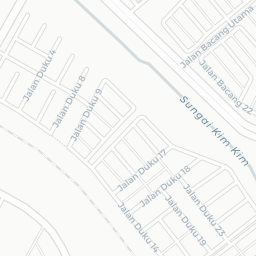 Jalan Bacang Utama
Jalan Duku 4
Jalan Bacang 22
Jalan Duku 8
Jalan Duku 9
Sungai Kim Kim
Jalan Duku 17
Jalan Duku 18
Jalan Duku 23
Jalan Duku 14
Jalan Duku 19